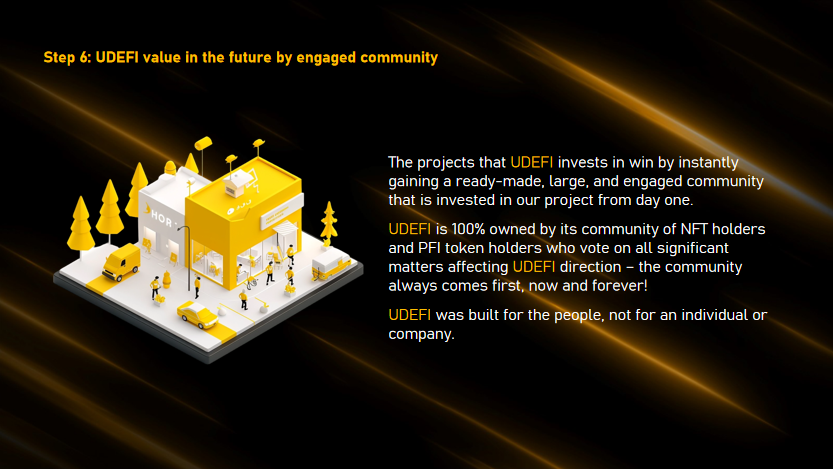 Step 6: UDEFI value in the future by engaged community
The projects that UDEFI invests in win by instantly
gaining a ready-made, large, and engaged community
that is invested in our project from day one.
UDEFI is 100% owned by its community of NFT holders
and PFI token holders who vote on all significant
matters affecting UDEFI direction – the community
always comes first, now and forever!
UDEFI was built for the people, not for an individual or
company.